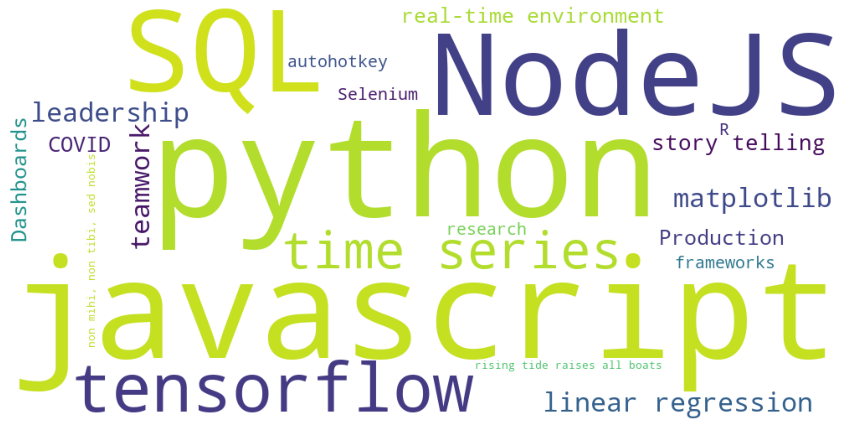 SQL
real-time environment
NodeJS
autohotkey
Selenium
leadership
COVID
Dashboards
teamwork
python
R
story telling
non mihi, non tibi, sed nobis
matplotlib
research
time series
Production
frameworks
javascript
rising tide raises all boats
tensorflow
linear regression